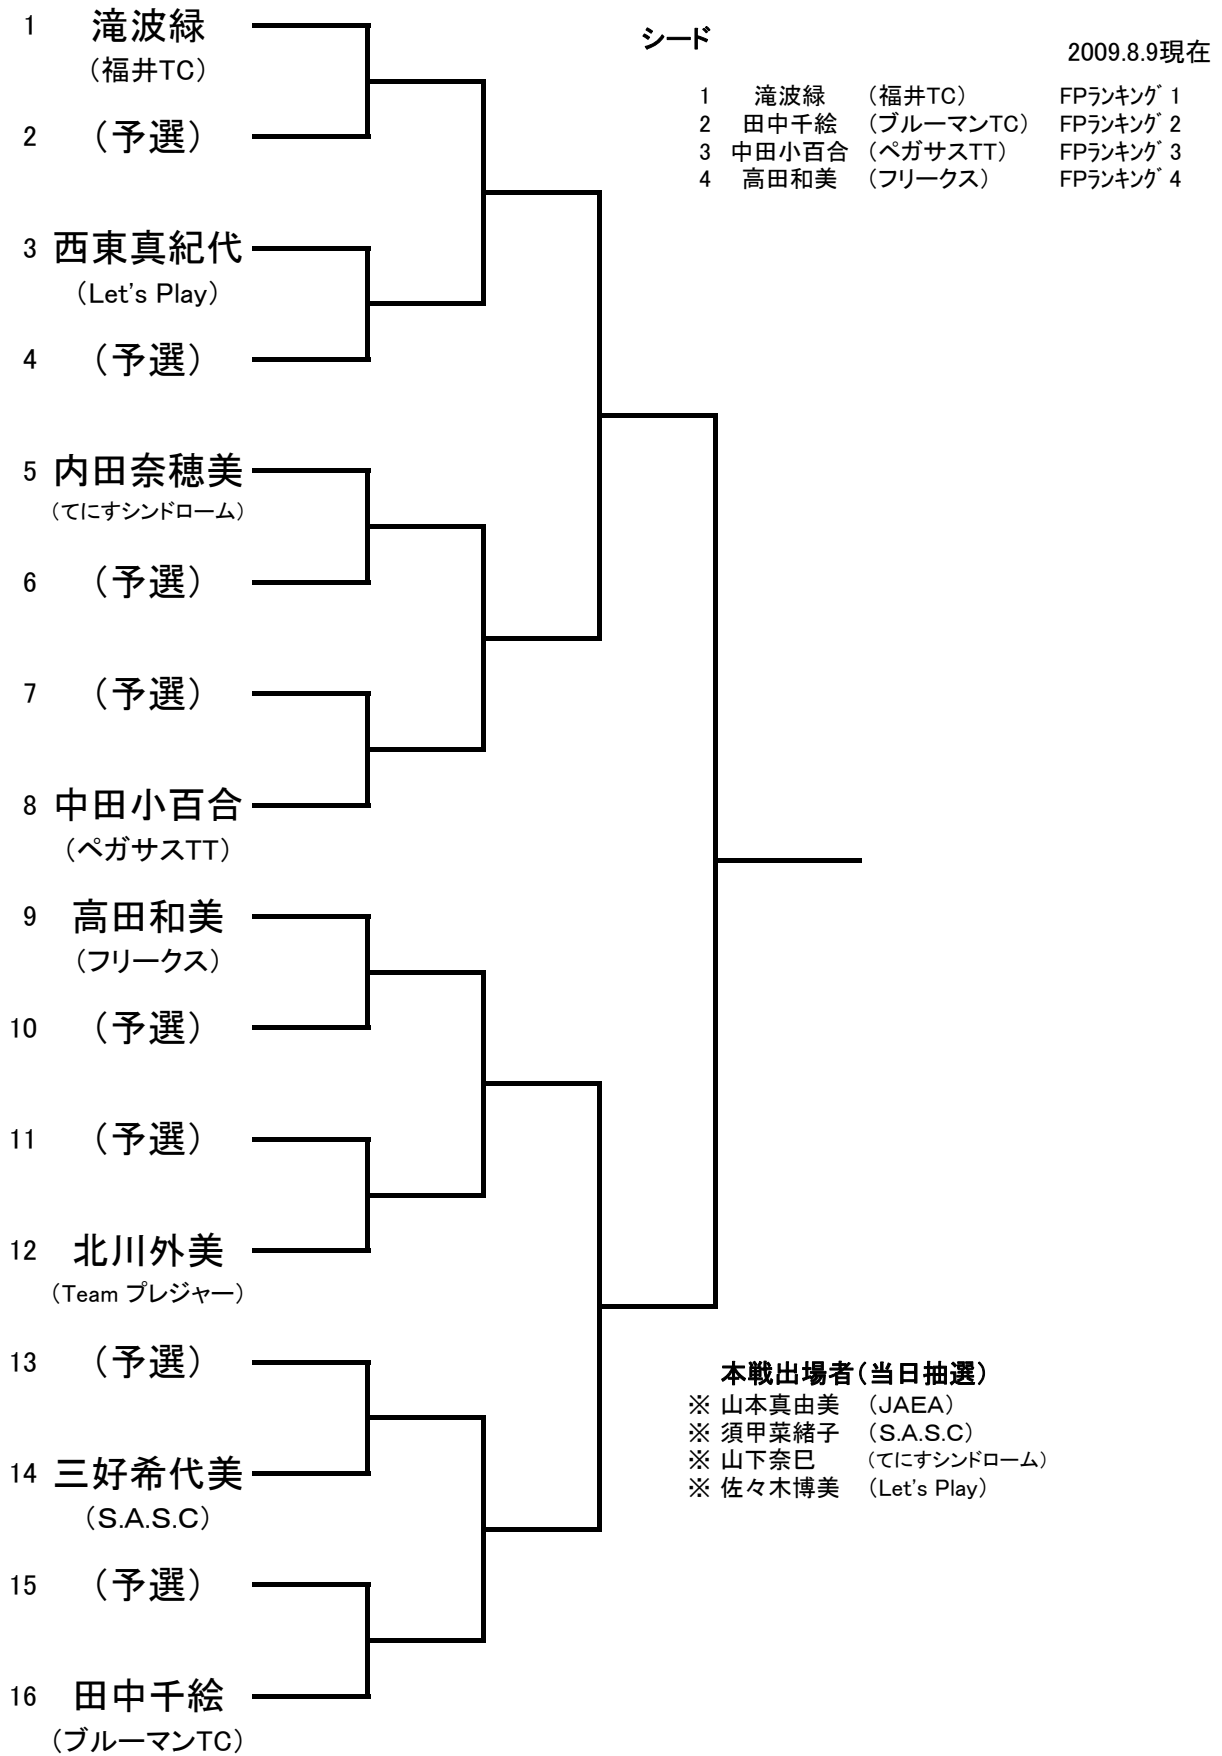 1 滝波緑
（福井TC）
2 （予選）
3 西東真紀代
（Let's Play）
4 （予選）
5 内田奈穂美
（てにすシンドローム）
6 （予選）
7 （予選）
8 中田小百合
（ペガサスTT）
9 高田和美
（フリークス）
10 （予選）
11 （予選）
12 北川外美
（Team プレジャー）
13 （予選）
14 三好希代美
（S.A.S.C）
15 （予選）
16 田中千絵
（ブルーマンTC）
シード
2009.8.9現在
1 滝波緑 （福井TC） FPﾗﾝｷﾝｸﾞ 1
2 田中千絵 （ブルーマンTC） FPﾗﾝｷﾝｸﾞ 2
3 中田小百合 （ペガサスTT） FPﾗﾝｷﾝｸﾞ 3
4 高田和美 （フリークス） FPﾗﾝｷﾝｸﾞ 4
本戦出場者（当日抽選）
※ 山本真由美 （JAEA）
※ 須甲菜緒子 （S.A.S.C）
※ 山下奈巳 （てにすシンドローム）
※ 佐々木博美 （Let's Play）